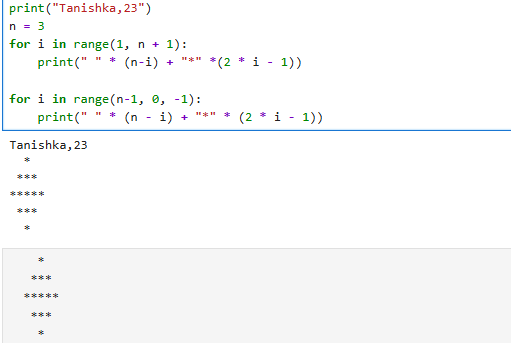 print("Tanishka,23")
n = 3
for i in range(1, n + 1):
    print(" " * (n-i) + "*" *(2 * i - 1))

for i in range(n-1, 0, -1):
    print(" " * (n - i) + "*" * (2 * i - 1))
Tanishka,23
  *
 ***
*****
 ***
  *
  *
 ***
*****
 ***
  *